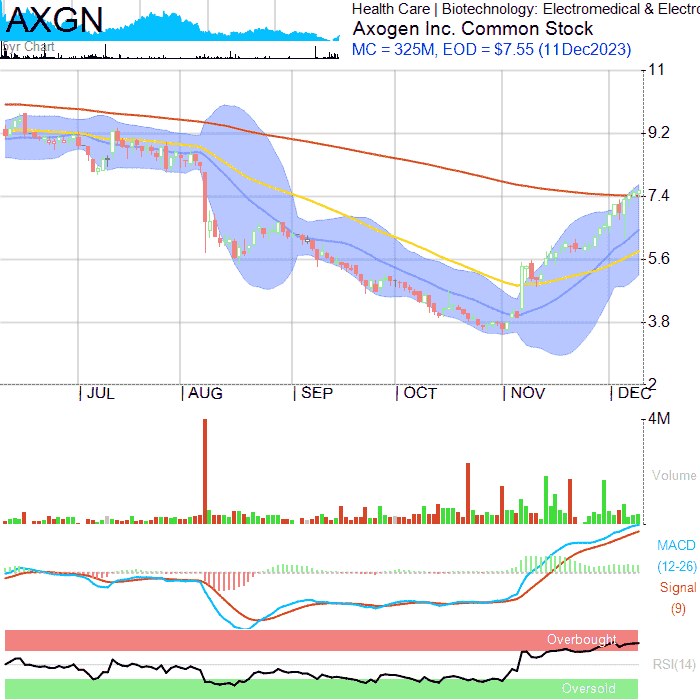 AXGN
5yr Chart
Health Care | Biotechnology: Electromedical & Electro
Axogen Inc. Common Stock
MC = 325M, EOD = $7.55 (11Dec2023)
11
9.2
7.4
5.6
3.8
2
JUL
AUG
SEP
OCT
NOV
DEC
4M
Volume
MACD
(12-26)
Signal
(9)
Overbought
RSI(14)
Oversold